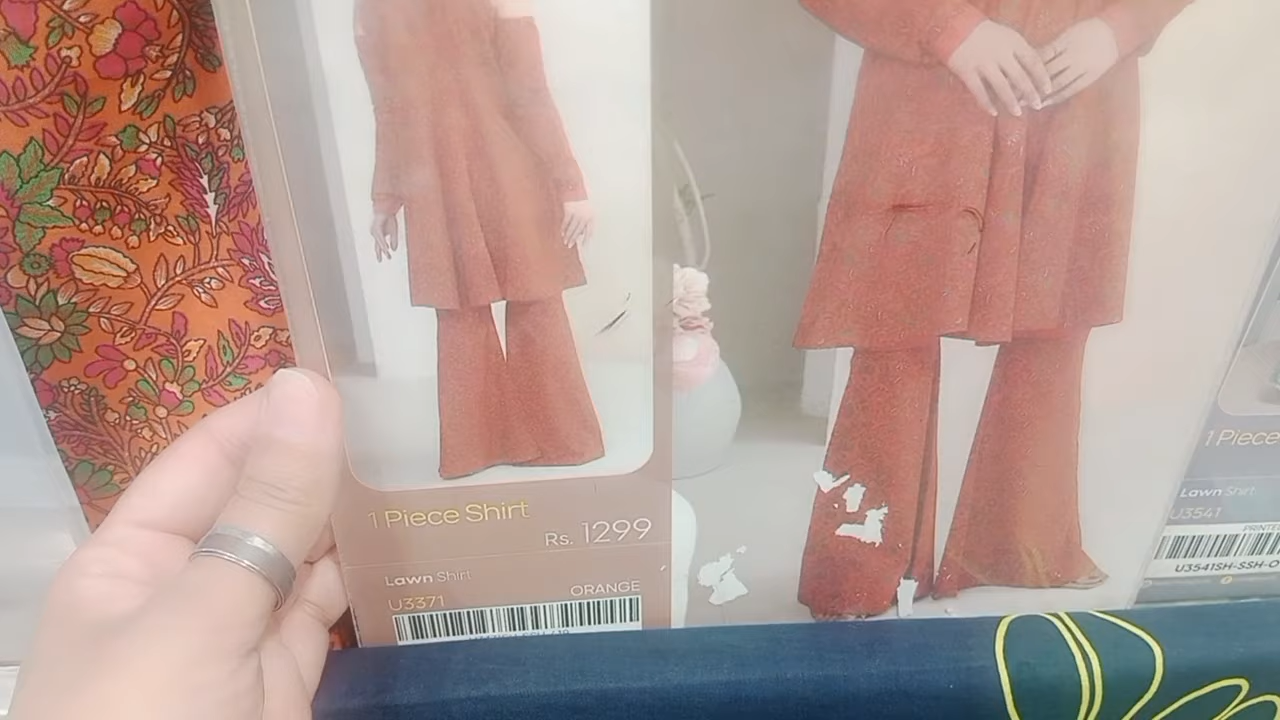 1 Piece Shirt
Rs. 1299
Lawn Shirt
U3371
ORANGE
1 Piece
Lawn Shirt
U3541
U3541SH-SSH-O